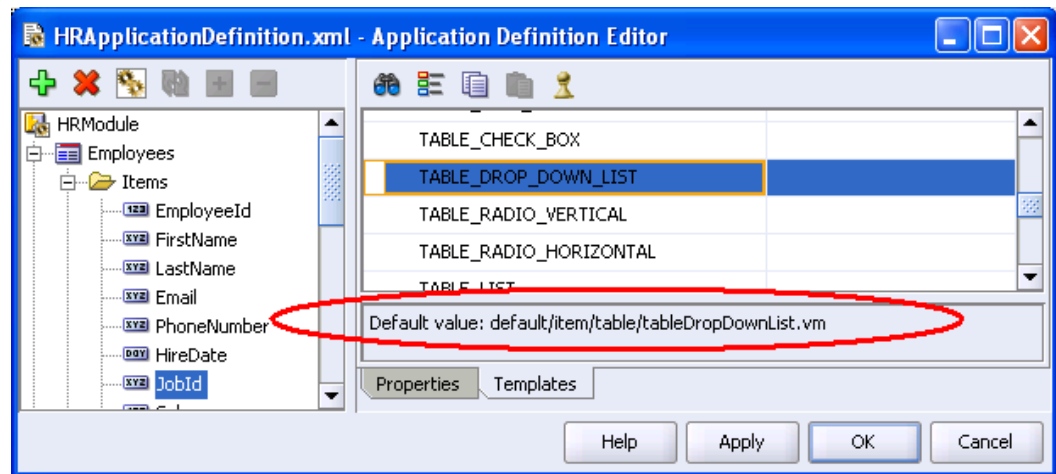 HRApplicationDefinition.xml - Application Definition Editor
HRModule
Employees
Items
EmployeeId
FirstName
LastName
Email
PhoneNumber
HireDate
JobId
TABLE_CHECK_BOX
TABLE_DROP_DOWN_LIST
TABLE_RADIO_VERTICAL
TABLE_RADIO_HORIZONTAL
TABLE_LIST
Default value: default/item/table/tableDropDownList.vm
Properties Templates
Help Apply OK Cancel